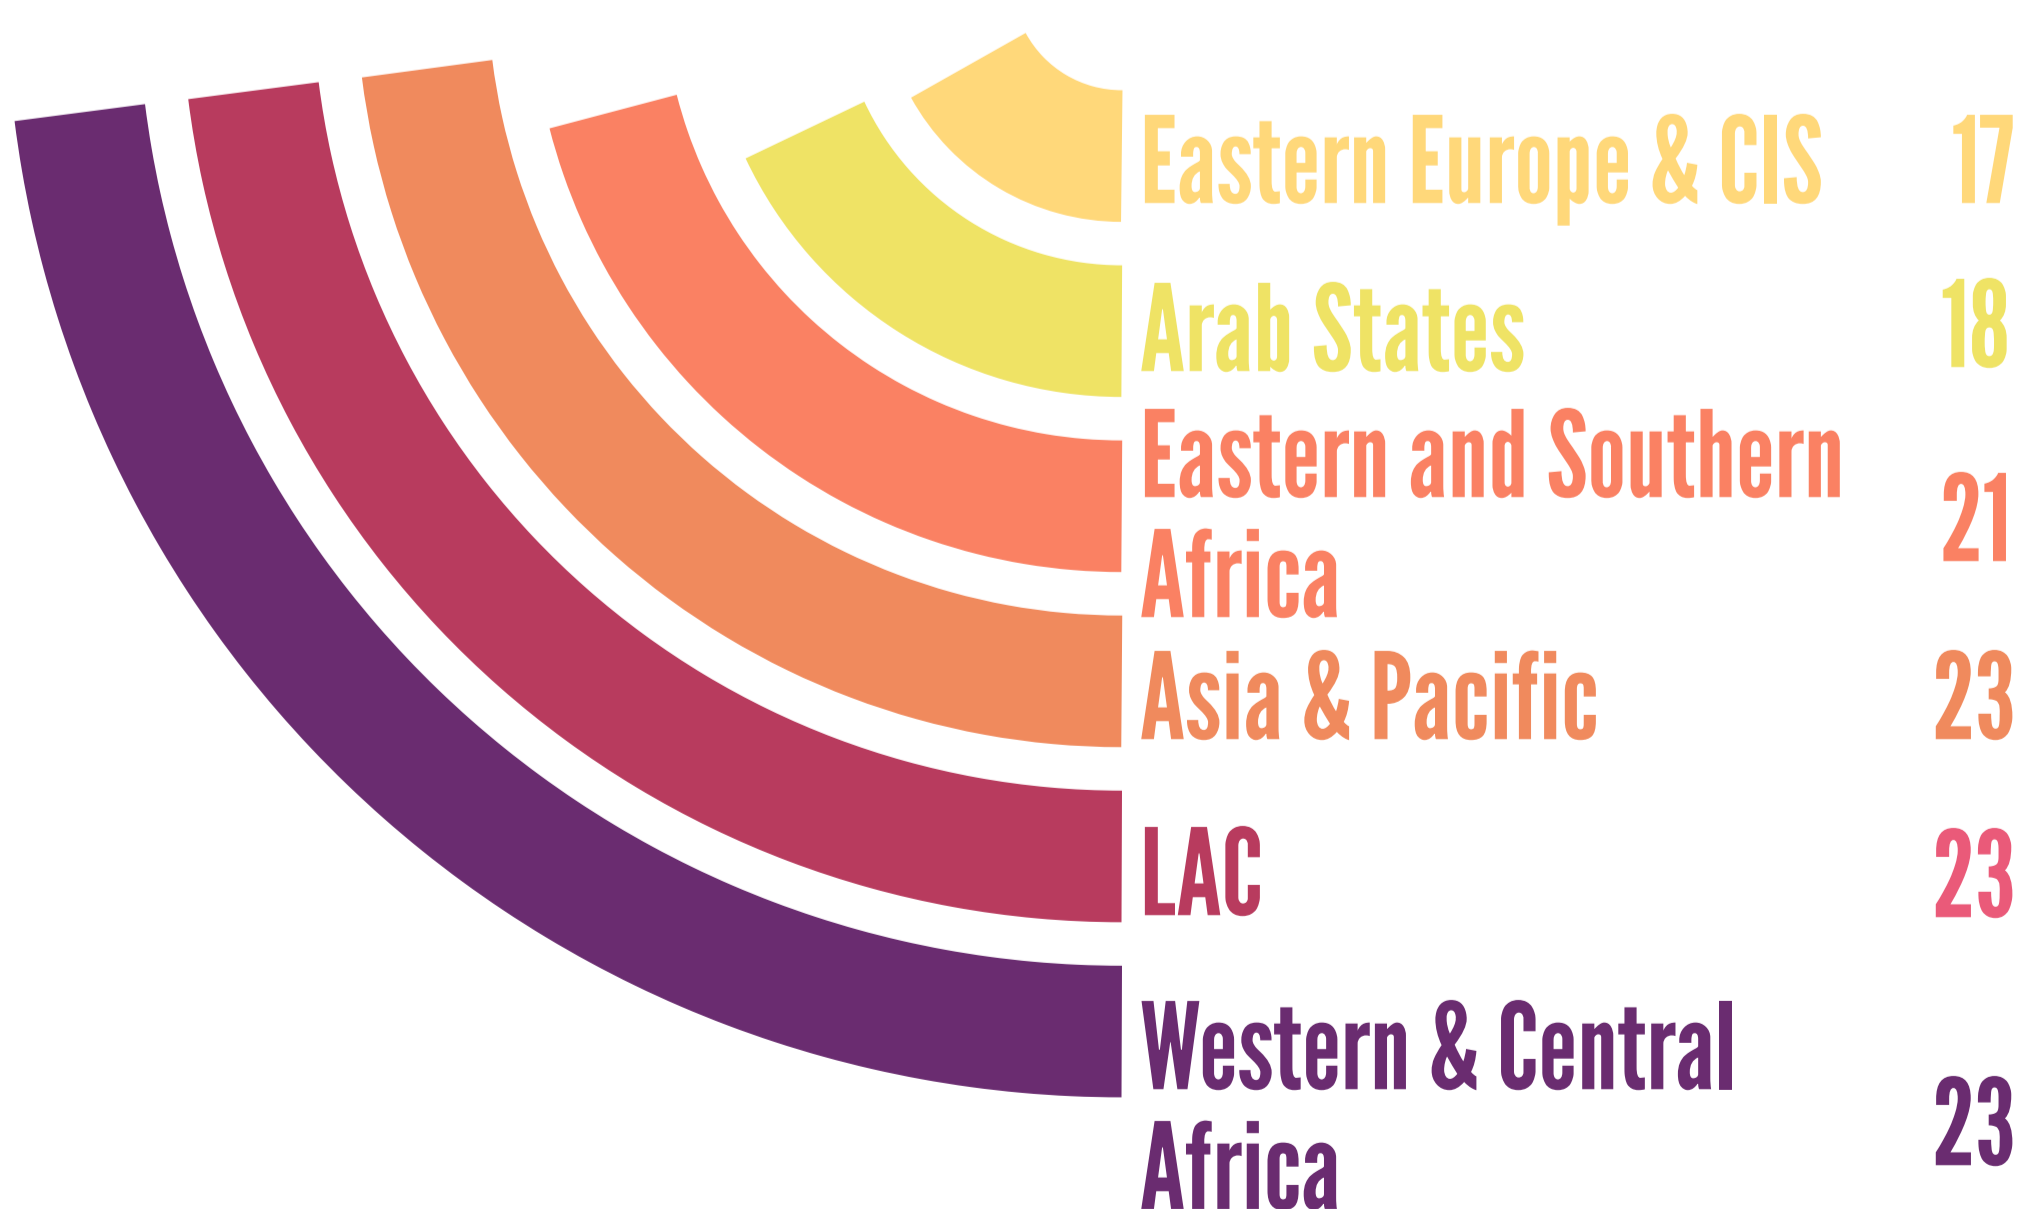 Eastern Europe & CIS 17
Arab States 18
Eastern and Southern
Africa 21
Asia & Pacific 23
LAC 23
Western & Central
Africa 23